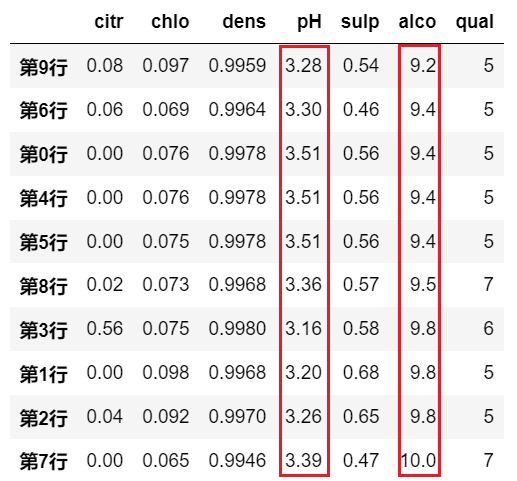 citr chlo dens pH sulp alco qual
第9行 0.08 0.097 0.9959 3.28 0.54 9.2 5
第6行 0.06 0.069 0.9964 3.30 0.46 9.4 5
第0行 0.00 0.076 0.9978 3.51 0.56 9.4 5
第4行 0.00 0.076 0.9978 3.51 0.56 9.4 5
第5行 0.00 0.075 0.9978 3.51 0.56 9.4 5
第8行 0.02 0.073 0.9968 3.36 0.57 9.5 7
第3行 0.56 0.075 0.9980 3.16 0.58 9.8 6
第1行 0.00 0.098 0.9968 3.20 0.68 9.8 5
第2行 0.04 0.092 0.9970 3.26 0.65 9.8 5
第7行 0.00 0.065 0.9946 3.39 0.47 10.0 7